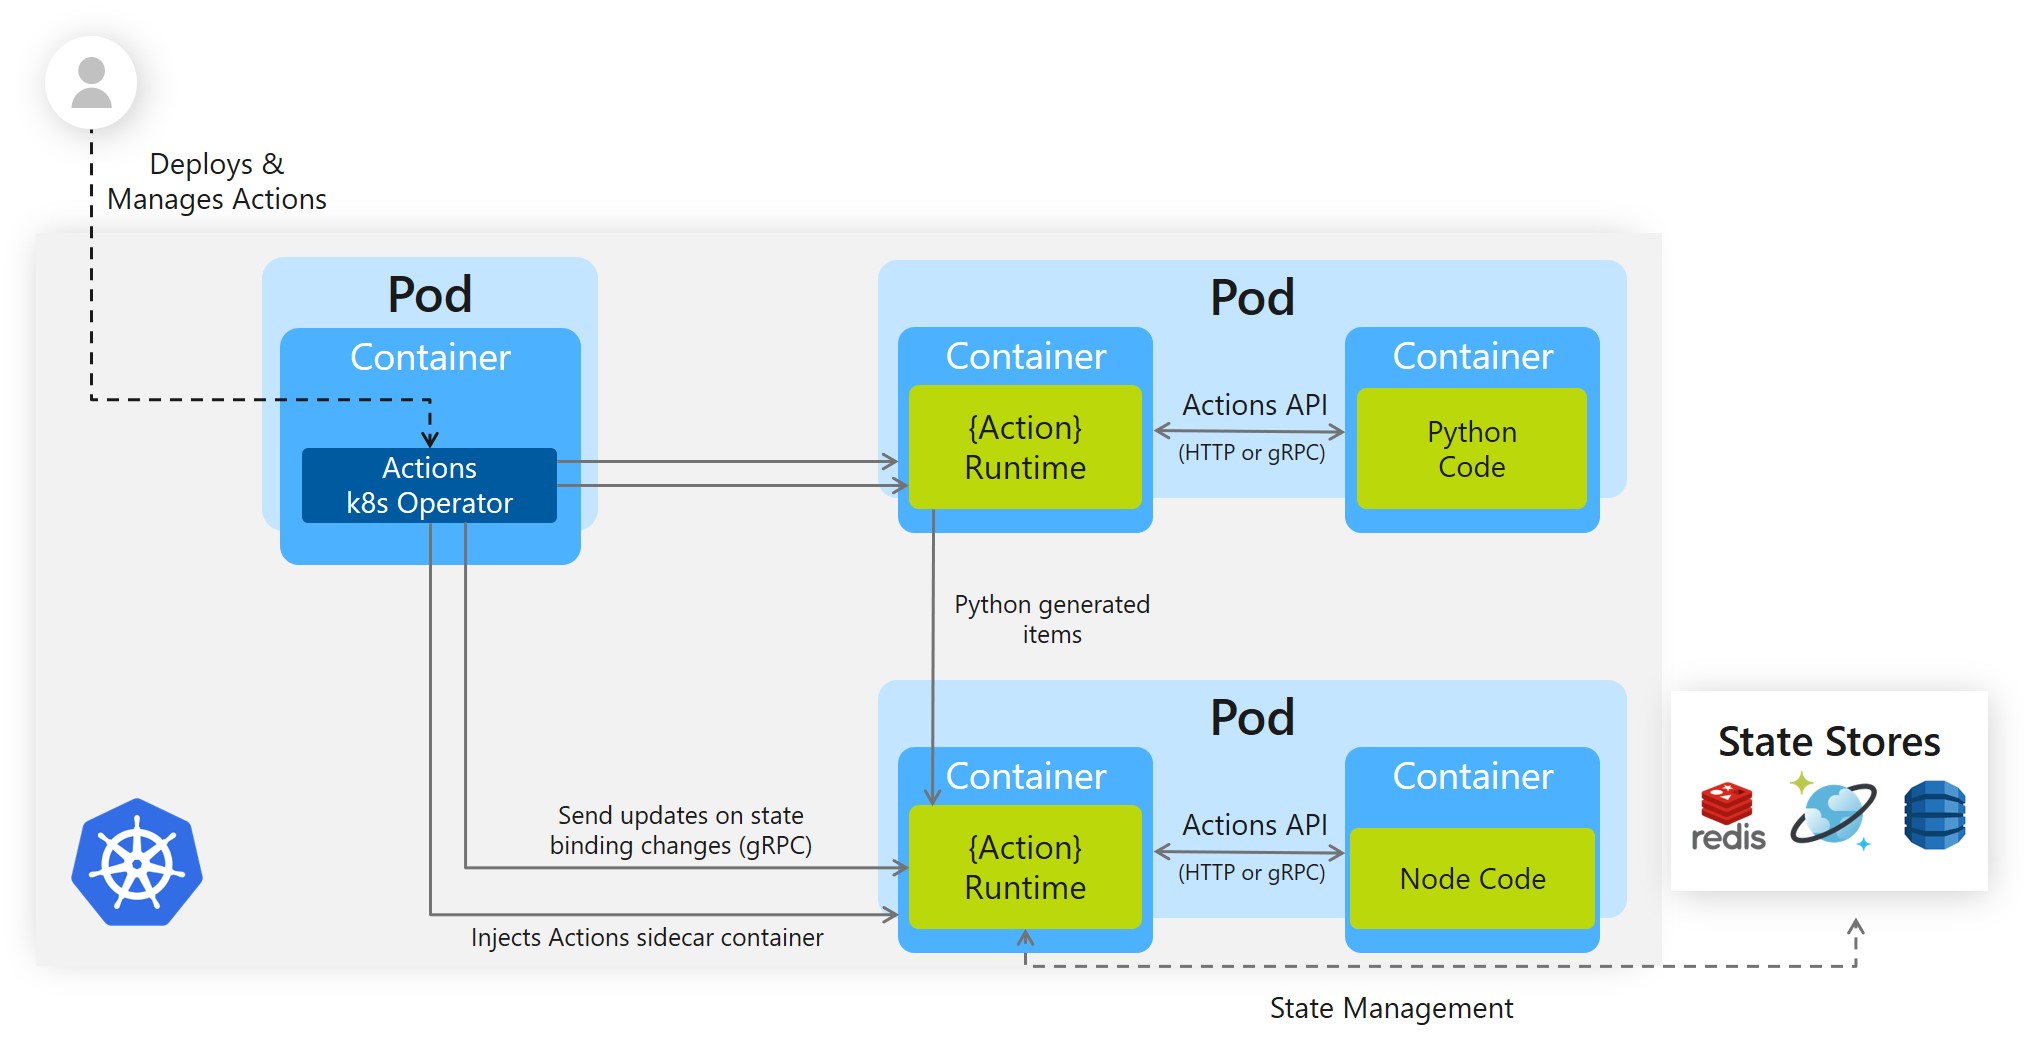 Deploys &
Manages Actions
Pod
Container
Actions
k8s Operator
Pod
Container
{Action}
Runtime
Actions API
(HTTP or gRPC)
Container
Python
Code
Python generated
items
Pod
Container
{Action}
Runtime
Actions API
(HTTP or gRPC)
Container
Node Code
Send updates on state
binding changes (gRPC)
Injects Actions sidecar container
State Stores
redis
State Management